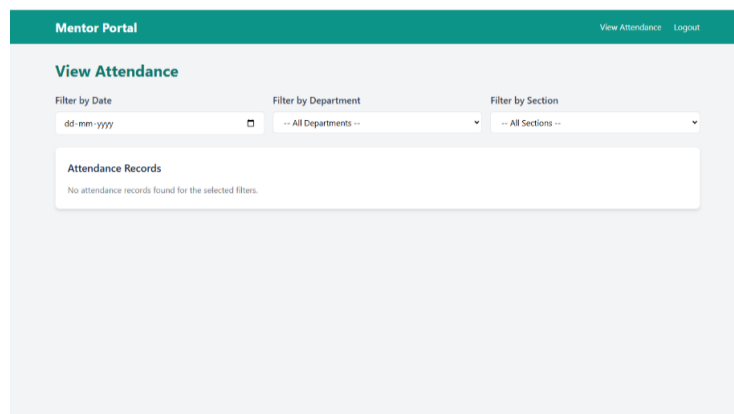 Mentor Portal
View Attendance
Logout
View Attendance
Filter by Date
Filter by Department
Filter by Section
dd-mm-yyyy
-- All Departments --
-- All Sections --
Attendance Records
No attendance records found for the selected filters.